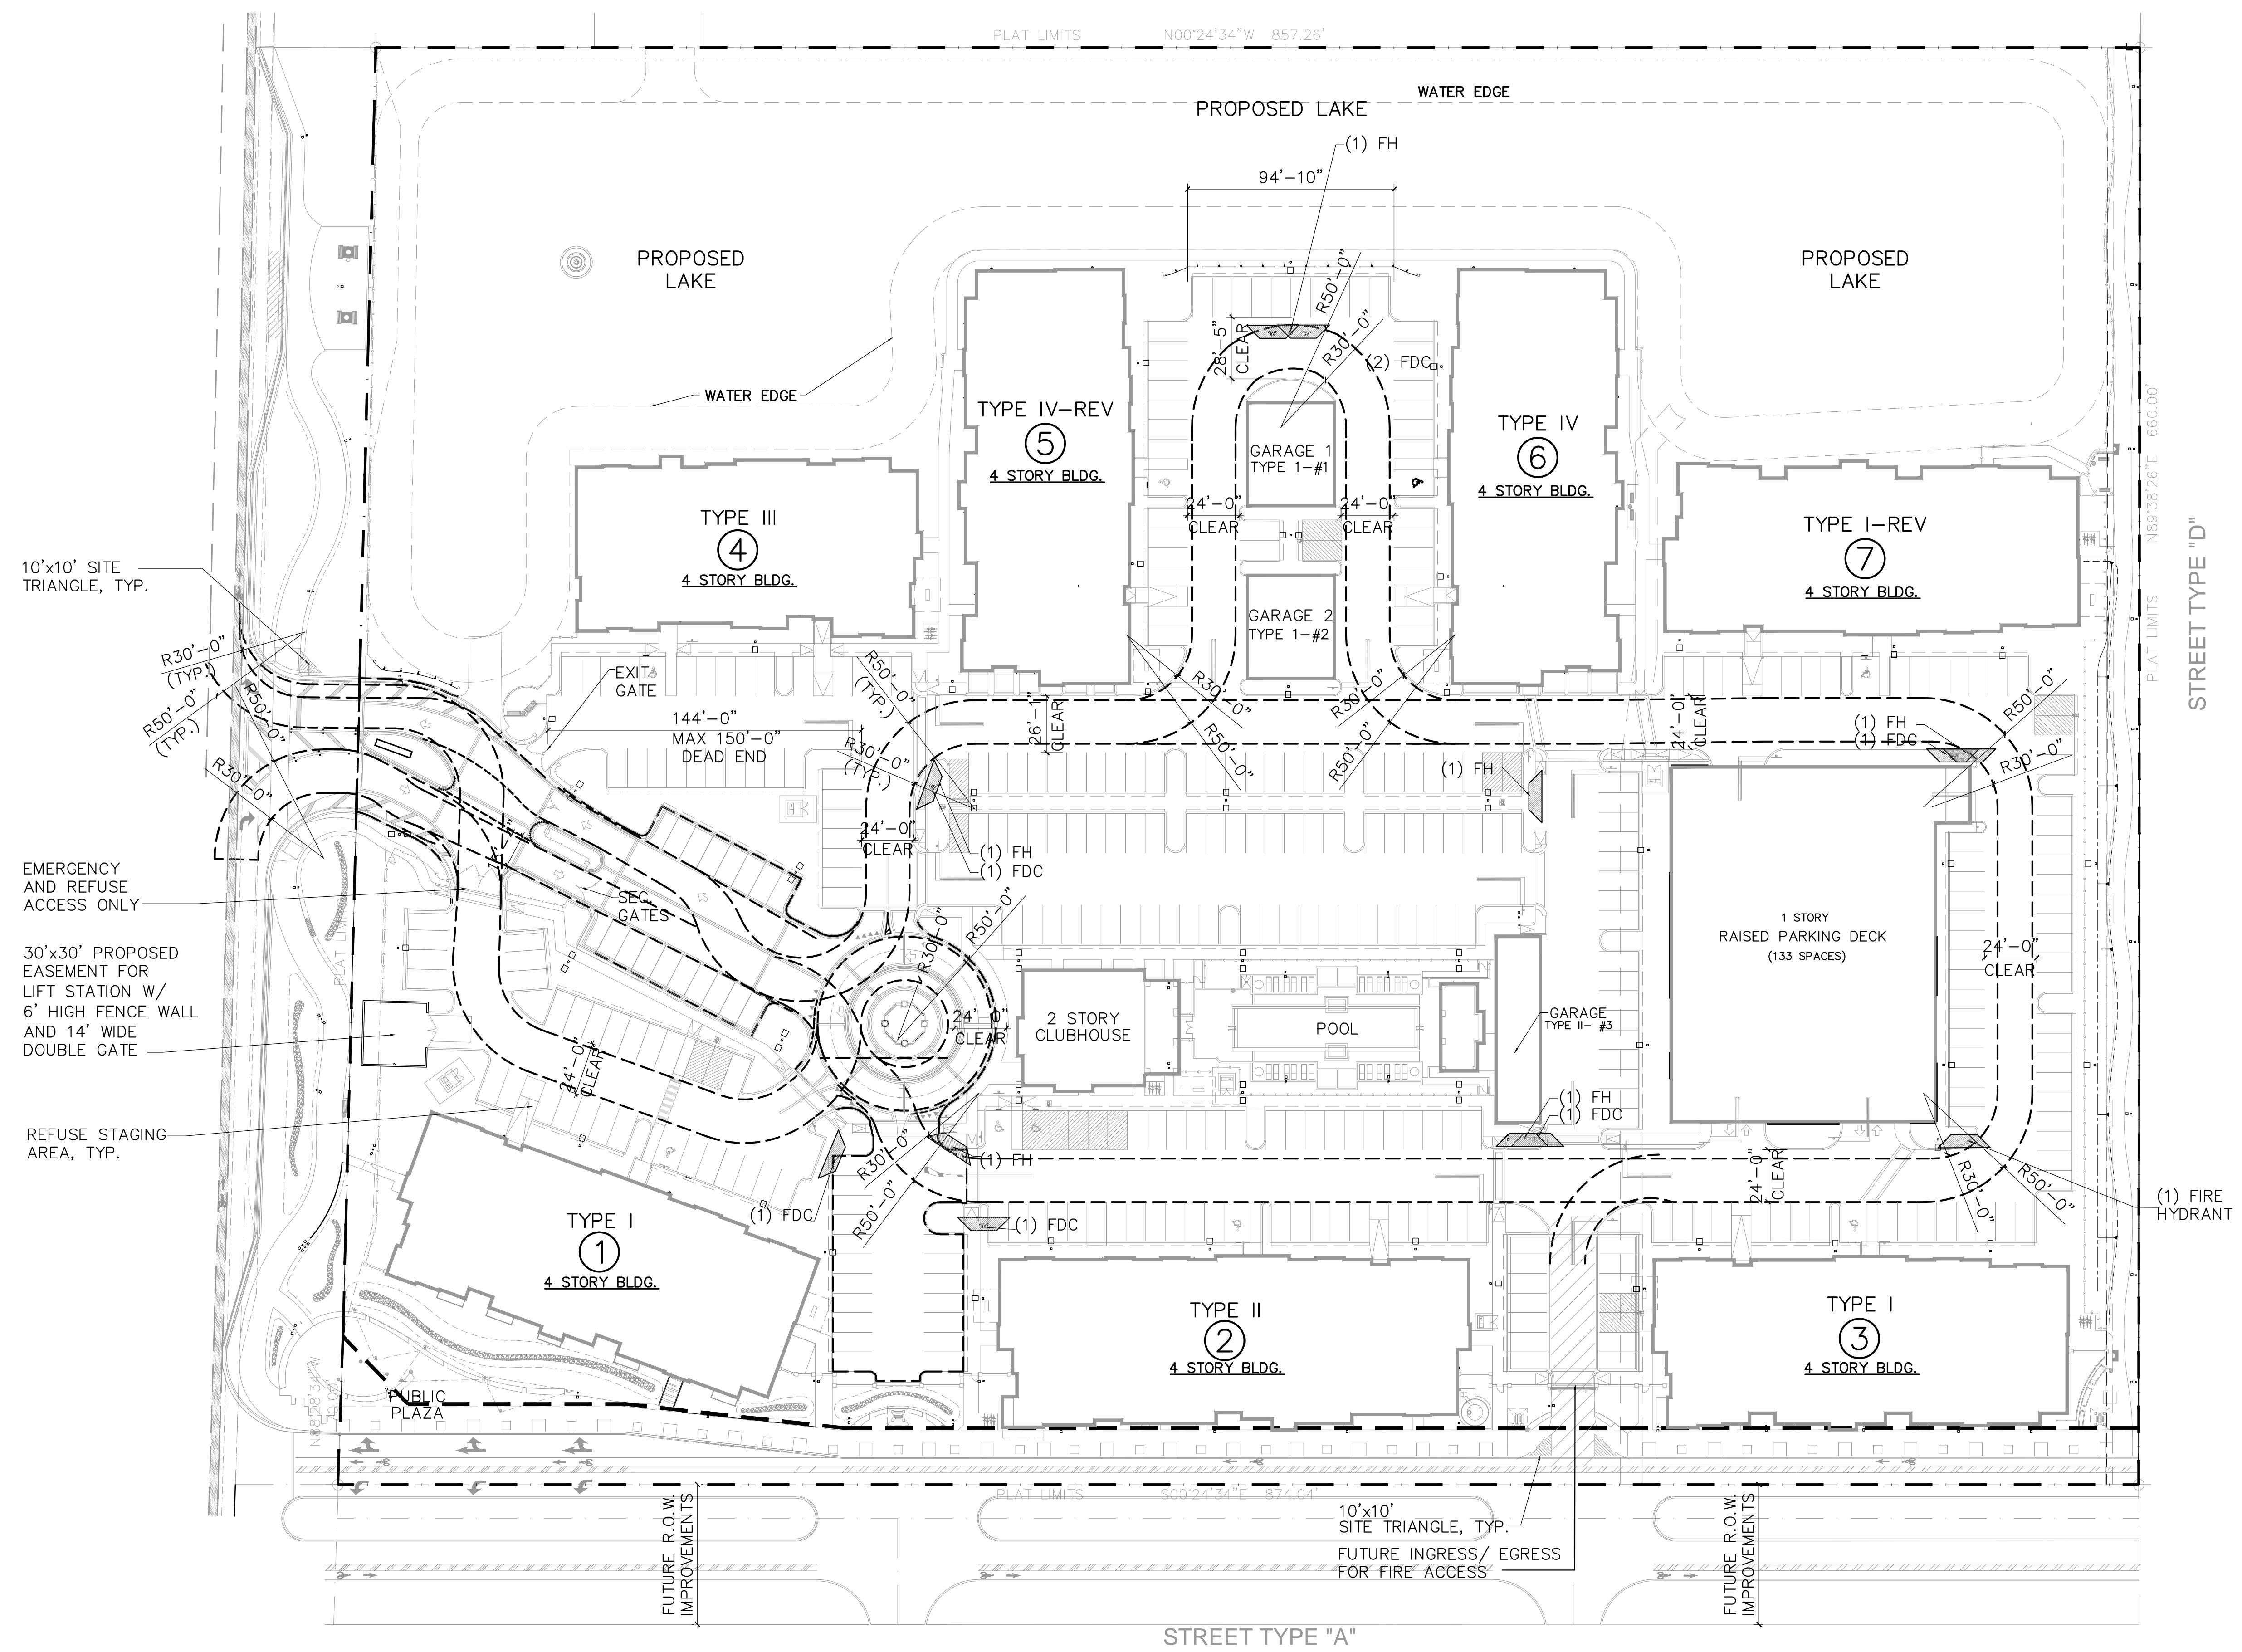 PLAT LIMITS N00°24'34"W 857.26'
WATER EDGE
PROPOSED LAKE
(1) FH
94'-10"
PROPOSED
LAKE
PROPOSED
LAKE
R50'-0"
28'-5"
CLEAR
R30'-0"
(2) FDC
WATER EDGE
TYPE IV-REV
5
4 STORY BLDG.
GARAGE 1
TYPE 1-#1
TYPE IV
6
4 STORY BLDG.
24'-0"
CLEAR
24'-0"
CLEAR
TYPE III
4
4 STORY BLDG.
TYPE I-REV
7
4 STORY BLDG.
PLAT LIMITS N89°38'26"E 660.00'
STREET TYPE "D"
10'x10' SITE
TRIANGLE, TYP.
GARAGE 2
TYPE 1-#2
R30'-0"
(TYP.)
R50'-0"
(TYP.)
R50'-0"
R30'-0"
EXIT
GATE
144'-0"
MAX 150'-0"
DEAD END
R50'-0"
(TYP.)
R30'-0"
(TYP.)
26'-1"
CLEAR
R30'-0"
R50'-0"
R30'-0"
R50'-0"
24'-0"
CLEAR
(1) FH
(1) FDC
R50'-0"
R30'-0"
(1) FH
24'-0"
CLEAR
(1) FH
(1) FDC
EMERGENCY
AND REFUSE
ACCESS ONLY
SEC.
GATES
R30'-0"
R50'-0"
1 STORY
RAISED PARKING DECK
(133 SPACES)
24'-0"
CLEAR
30'x30' PROPOSED
EASEMENT FOR
LIFT STATION W/
6' HIGH FENCE WALL
AND 14' WIDE
DOUBLE GATE
24'-0"
CLEAR
2 STORY
CLUBHOUSE
POOL
GARAGE
TYPE II- #3
24'-0"
CLEAR
(1) FH
(1) FDC
REFUSE STAGING
AREA, TYP.
R30'-0"
R50'-0"
(1) FH
24'-0"
CLEAR
R30'-0"
R50'-0"
(1) FIRE
HYDRANT
(1) FDC
(1) FDC
TYPE I
1
4 STORY BLDG.
TYPE II
2
4 STORY BLDG.
TYPE I
3
4 STORY BLDG.
PUBLIC
PLAZA
PLAT LIMITS S00°24'34"E 874.04'
FUTURE R.O.W.
IMPROVEMENTS
10'x10'
SITE TRIANGLE, TYP.
FUTURE INGRESS/ EGRESS
FOR FIRE ACCESS
FUTURE R.O.W.
IMPROVEMENTS
STREET TYPE "A"